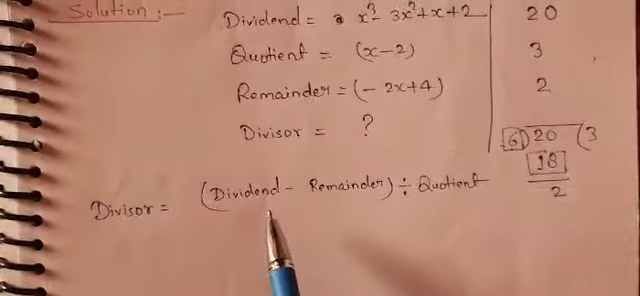 Solution :-
Dividend = x³ - 3x² + x + 2 20
Quotient = (x-2) 3
Remainder = (- 2x+4) 2
Divisor = ?
6) 20 (3
18
2
Divisor = (Dividend - Remainder) ÷ Quotient